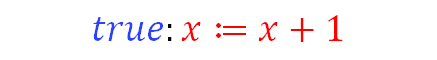 true: x := x + 1